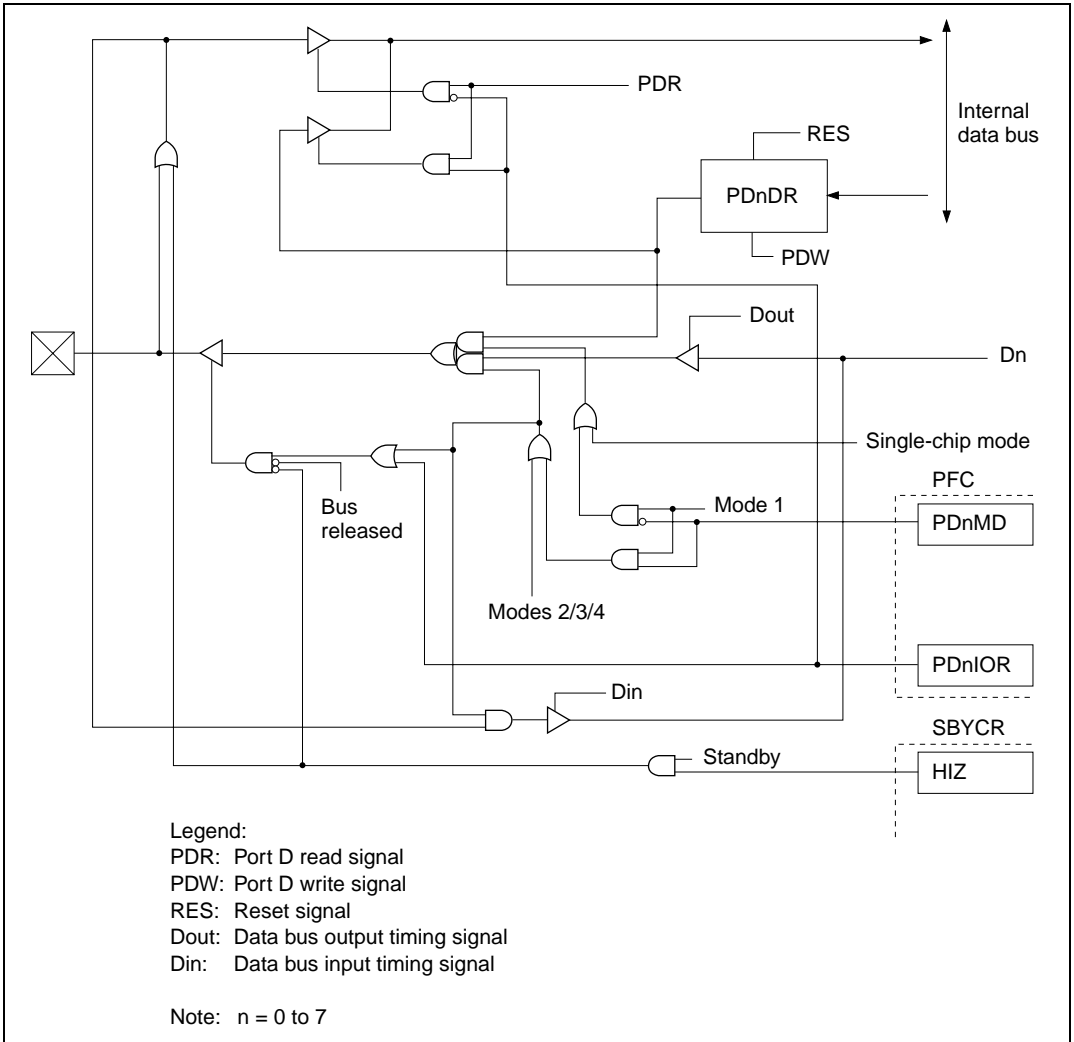 PDR
Internal
data bus
RES
PDnDR
PDW
Dout
Dn
Single-chip mode
PFC
Bus
released
Mode 1
PDnMD
Modes 2/3/4
PDnIOR
Din
SBYCR
Standby
HIZ
Legend:
PDR: Port D read signal
PDW: Port D write signal
RES: Reset signal
Dout: Data bus output timing signal
Din: Data bus input timing signal
Note: n = 0 to 7